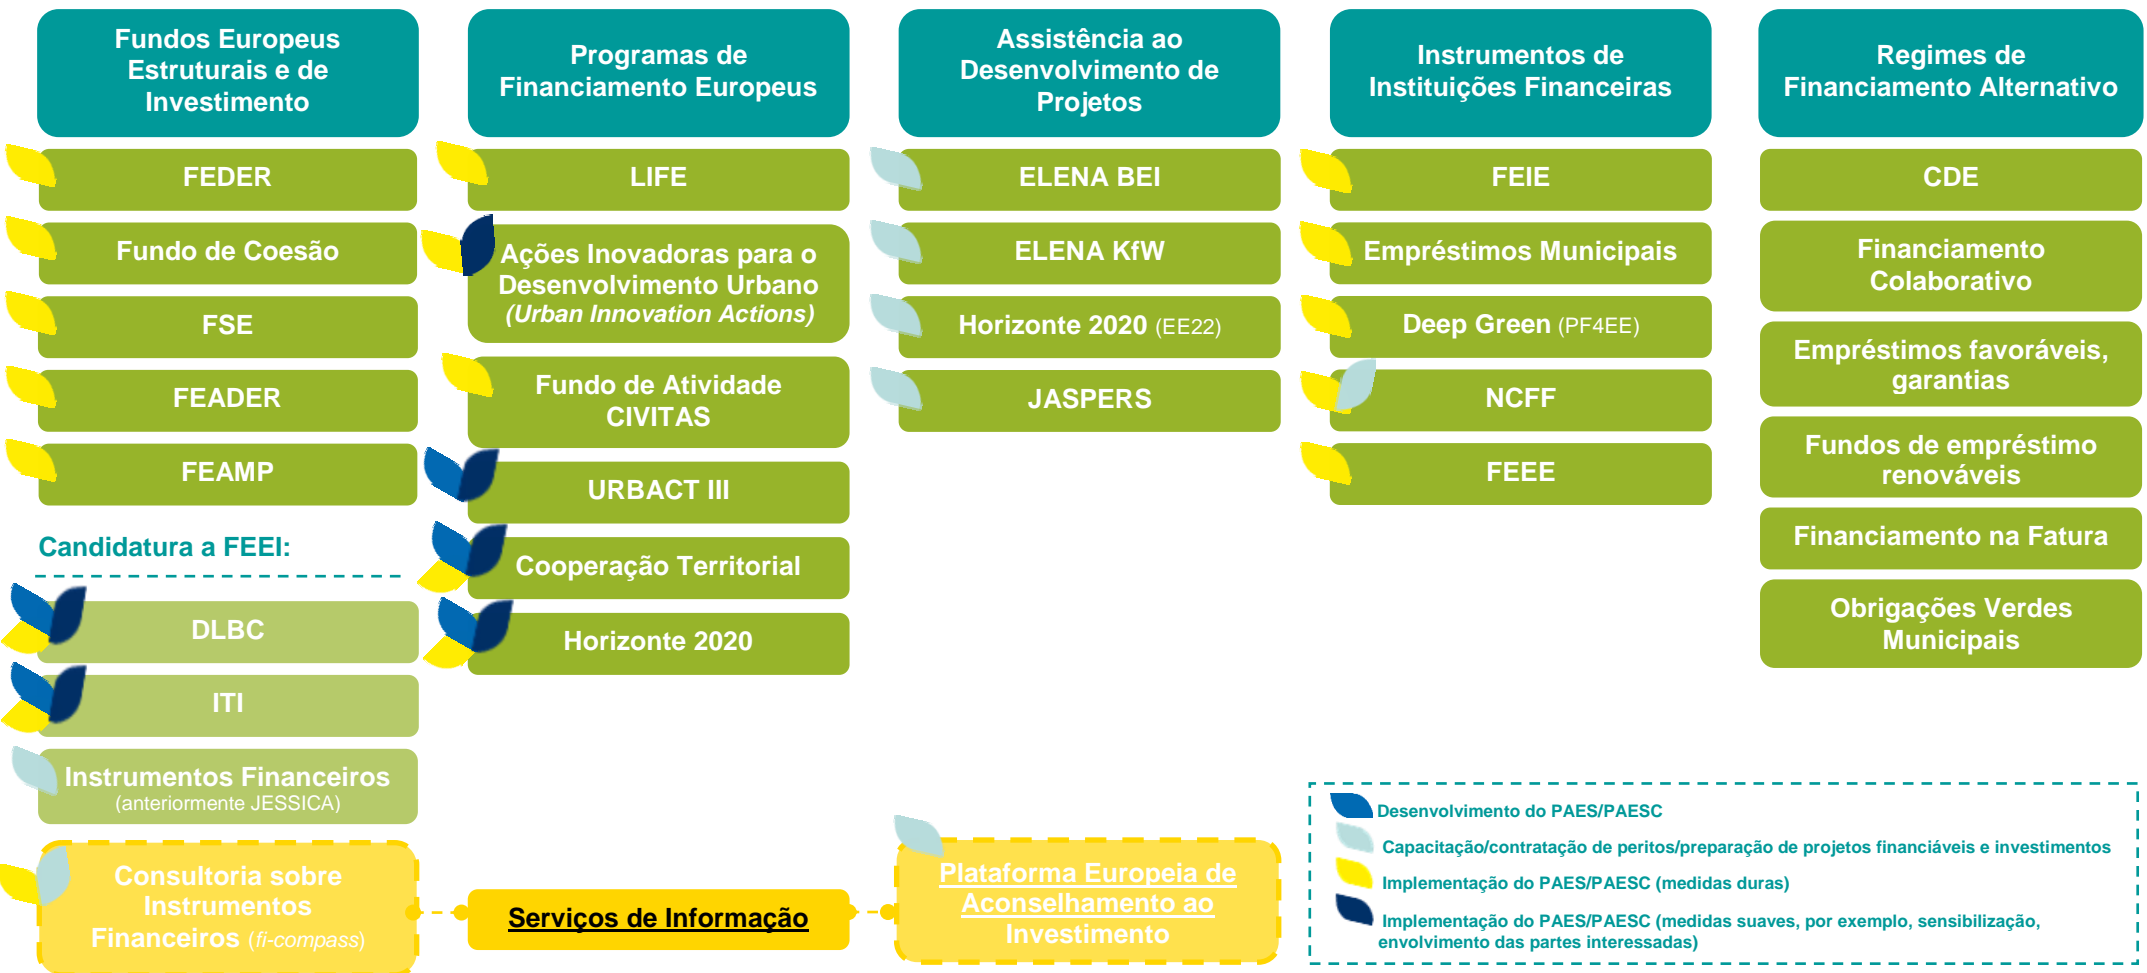 Fundos Europeus
Estruturais e de
Investimento
FEDER
Fundo de Coesão
FSE
FEADER
FEAMP
Candidatura a FEEI:
DLBC
ITI
Instrumentos Financeiros
(anteriormente JESSICA)
Consultoria sobre
Instrumentos
Financeiros (fi-compass)
Programas de
Financiamento Europeus
LIFE
Ações Inovadoras para o
Desenvolvimento Urbano
(Urban Innovation Actions)
Fundo de Atividade
CIVITAS
URBACT III
Cooperação Territorial
Horizonte 2020
Serviços de Informação
Assistência ao
Desenvolvimento de
Projetos
ELENA BEI
ELENA KfW
Horizonte 2020 (EE22)
JASPERS
Plataforma Europeia de
Aconselhamento ao
Investimento
Instrumentos de
Instituições Financeiras
FEIE
Empréstimos Municipais
Deep Green (PF4EE)
NCFF
FEEE
Regimes de
Financiamento Alternativo
CDE
Financiamento
Colaborativo
Empréstimos favoráveis,
garantias
Fundos de empréstimo
renováveis
Financiamento na Fatura
Obrigações Verdes
Municipais
Desenvolvimento do PAES/PAESC
Capacitação/contratação de peritos/preparação de projetos financiáveis e investimentos
Implementação do PAES/PAESC (medidas duras)
Implementação do PAES/PAESC (medidas suaves, por exemplo, sensibilização,
envolvimento das partes interessadas)